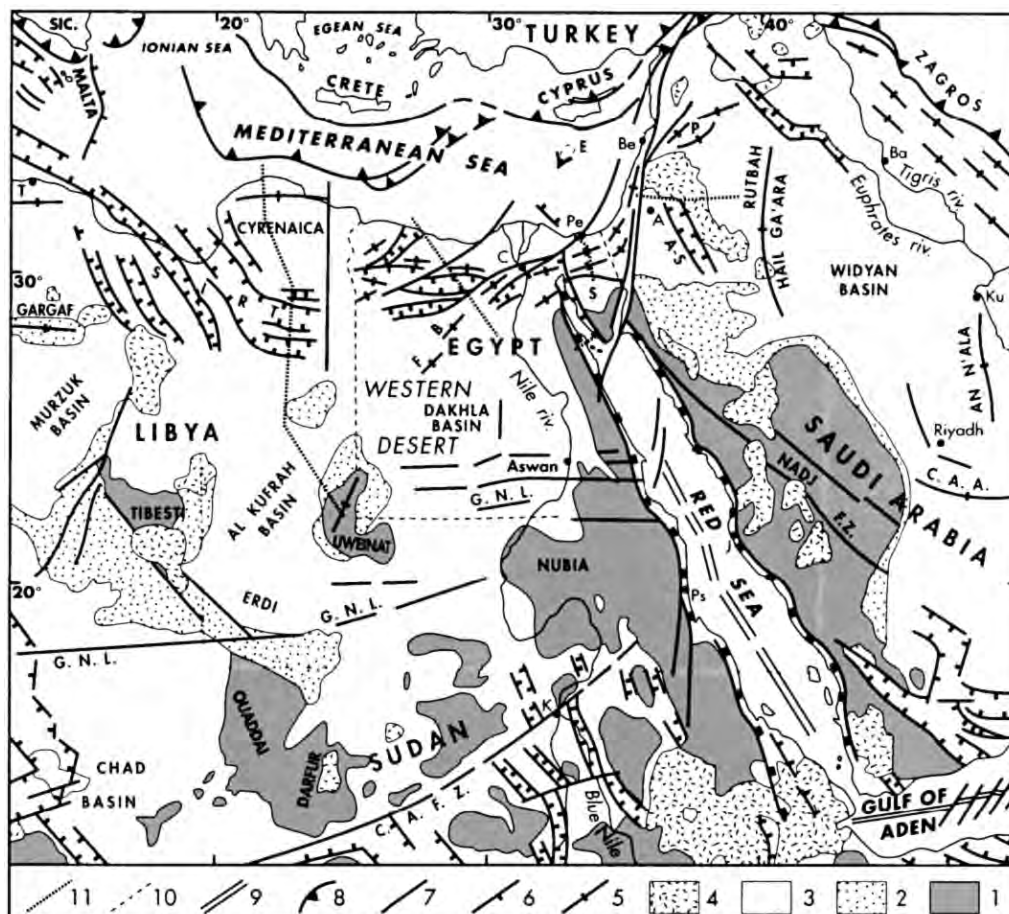 20° 30° 40°
SIC.
IONIAN SEA
EGEAN SEA
TURKEY
MALTA
CRETE
CYPRUS
ZAGROS
MEDITERRANEAN SEA
E
Be
P
Ba
Tigris riv.
T
RUTBAH
Euphrates riv.
CYRENAICA
Pe
A
A.S
HAIL GA'ARA
30°
C
S
WIDYAN
BASIN
S I R T
Ku
GARGAF
B
F
EGYPT
AN N'ALA
MURZUK
BASIN
WESTERN
DESERT
Nile riv.
DAKHLA
BASIN
LIBYA
Riyadh
SAUDI ARABIA
AL KUFRAH
BASIN
Aswan
G. N. L.
NADJ
F.Z.
C. A. A.
TIBESTI
UWEINAT
RED
SEA
NUBIA
20°
ERDI
G. N. L.
Ps
G. N. L.
K
OUADDAI
SUDAN
CHAD
BASIN
DARFUR
C. A. F. Z.
Blue Nile
GULF OF
ADEN
11 10 9 8 7 6 5 4 3 2 1